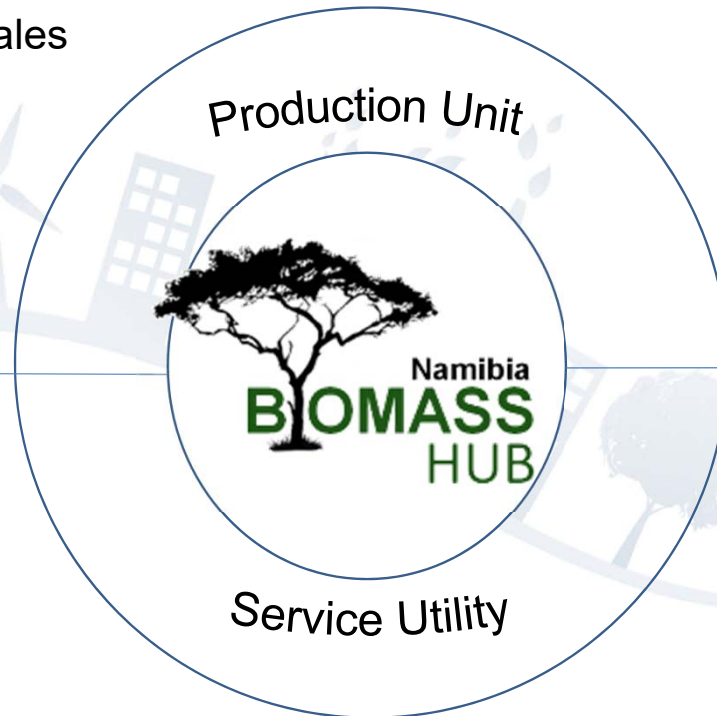 ales
Production Unit
Namibia
BIOMASS
HUB
Service Utility